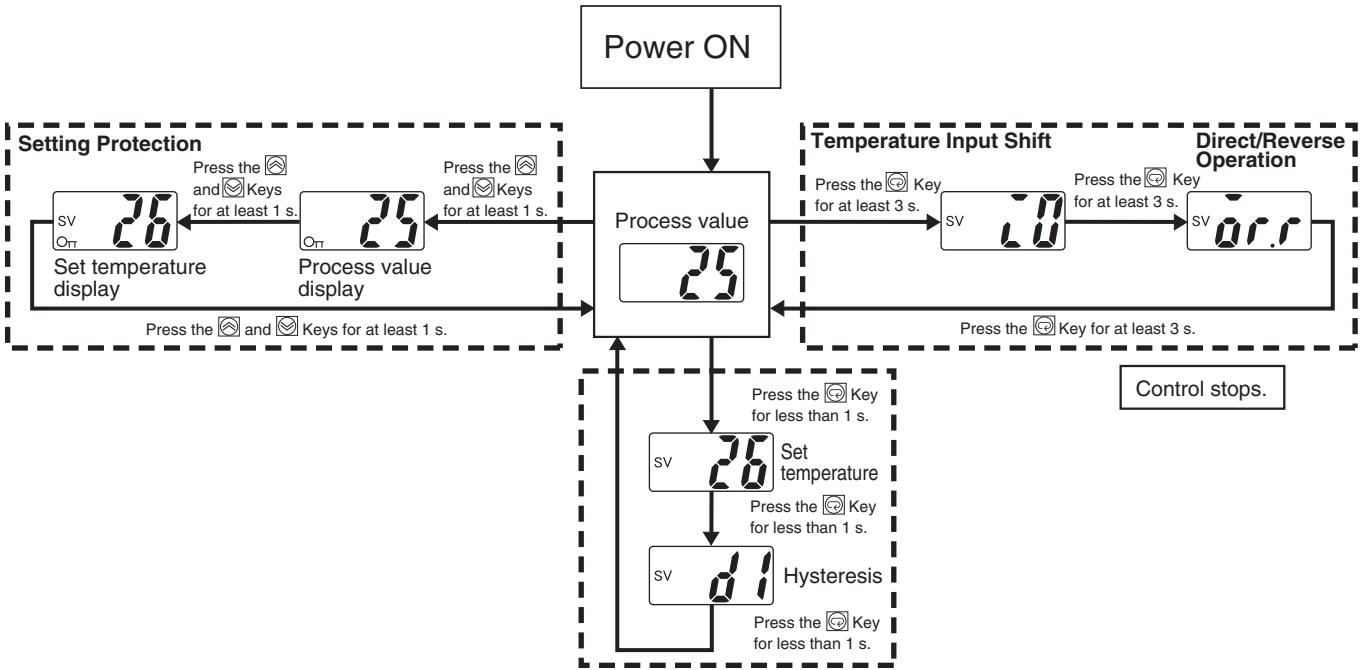 Power ON
Setting Protection
Press the
and Keys
for at least 1 s.
SV
26
Set temperature
display
Press the
and Keys
for at least 1 s.
25
Process value
display
Press the and Keys for at least 1 s.
Process value
25
Temperature Input Shift
Press the Key
for at least 3 s.
SV
i0
Direct/Reverse
Operation
Press the Key
for at least 3 s.
SV
or.r
Press the Key for at least 3 s.
Control stops.
Press the Key
for less than 1 s.
SV
26
Set
temperature
Press the Key
for less than 1 s.
SV
d1
Hysteresis
Press the Key
for less than 1 s.